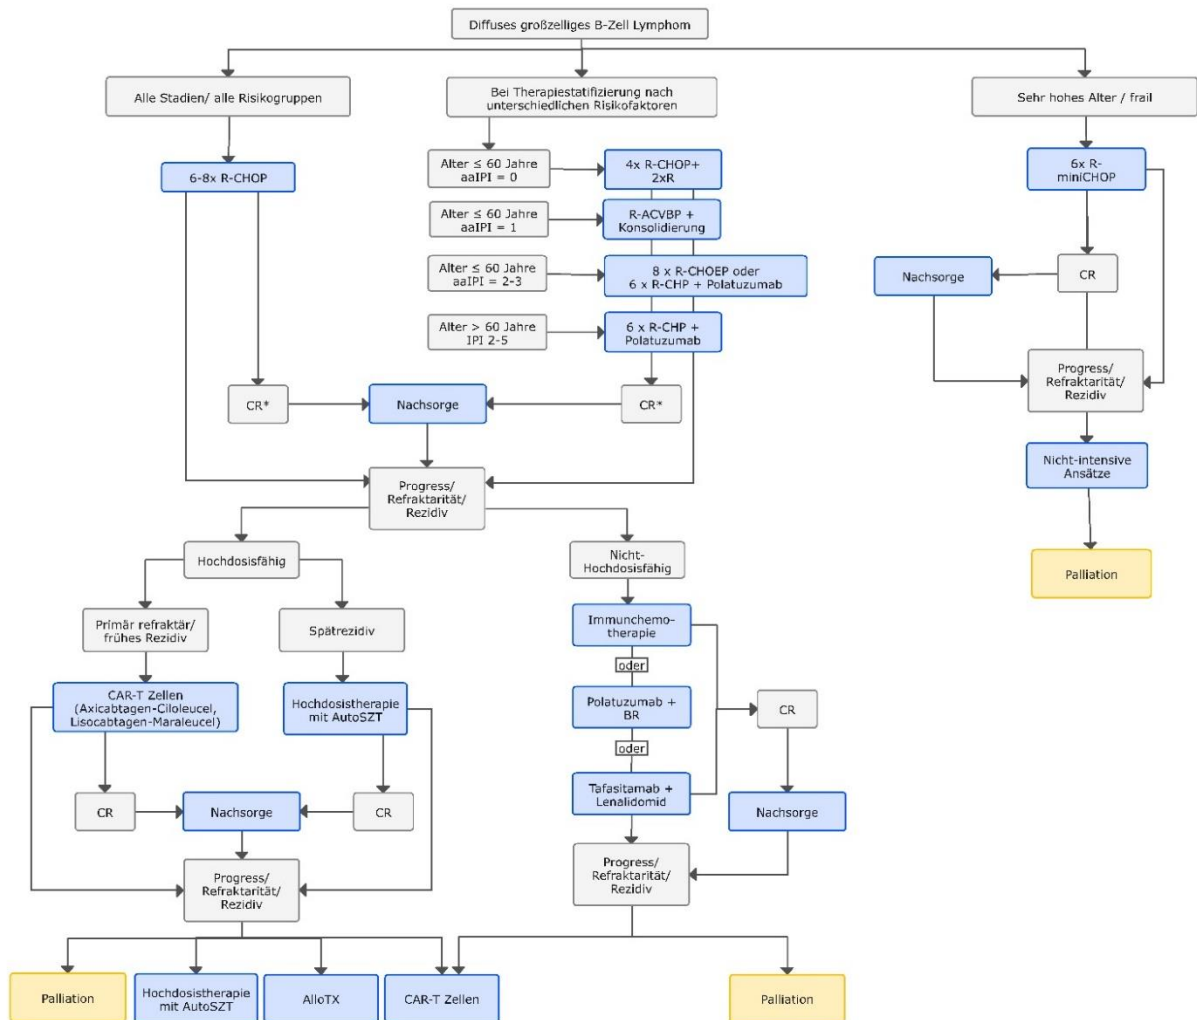 Diffuses großzelliges B-Zell Lymphom
Alle Stadien/ alle Risikogruppen
Bei Therapiestatifizierung nach
unterschiedlichen Risikofaktoren
Sehr hohes Alter / frail
6-8x R-CHOP
Alter ≤ 60 Jahre
aaIPI = 0
4x R-CHOP+
2xR
Alter ≤ 60 Jahre
aaIPI = 1
R-ACVBP +
Konsolidierung
Alter ≤ 60 Jahre
aaIPI = 2-3
8 x R-CHOEP oder
6 x R-CHP + Polatuzumab
Alter > 60 Jahre
IPI 2-5
6 x R-CHP +
Polatuzumab
6x R-
miniCHOP
Nachsorge
CR
Progress/
Refraktarität/
Rezidiv
Nicht-intensive
Ansätze
Palliation
CR*
Nachsorge
CR*
Progress/
Refraktarität/
Rezidiv
Hochdosisfähig
Nicht-
Hochdosisfähig
Primär refraktär/
frühes Rezidiv
Spätrezidiv
CAR-T Zellen
(Axicabtagen-Ciloleucel,
Lisocabtagen-Maraleucel)
Hochdosistherapie
mit AutoSZT
CR
Nachsorge
CR
Progress/
Refraktarität/
Rezidiv
Immunchemo-
therapie
oder
Polatuzumab +
BR
oder
Tafasitamab +
Lenalidomid
CR
Nachsorge
Progress/
Refraktarität/
Rezidiv
Palliation
Hochdosistherapie
mit AutoSZT
AlloTX
CAR-T Zellen
Palliation